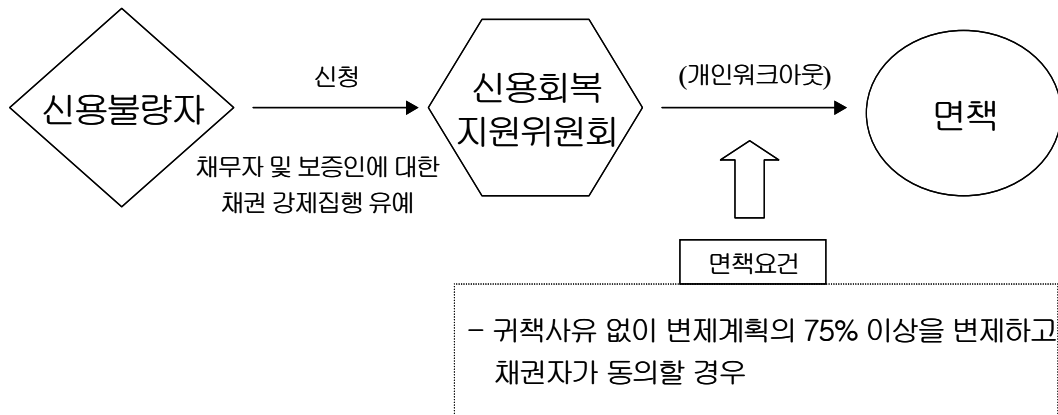 신용불량자
신청
채무자 및 보증인에 대한
채권 강제집행 유예
신용회복
지원위원회
(개인워크아웃)
면책
면책요건
- 귀책사유 없이 변제계획의 75% 이상을 변제하고
채권자가 동의할 경우